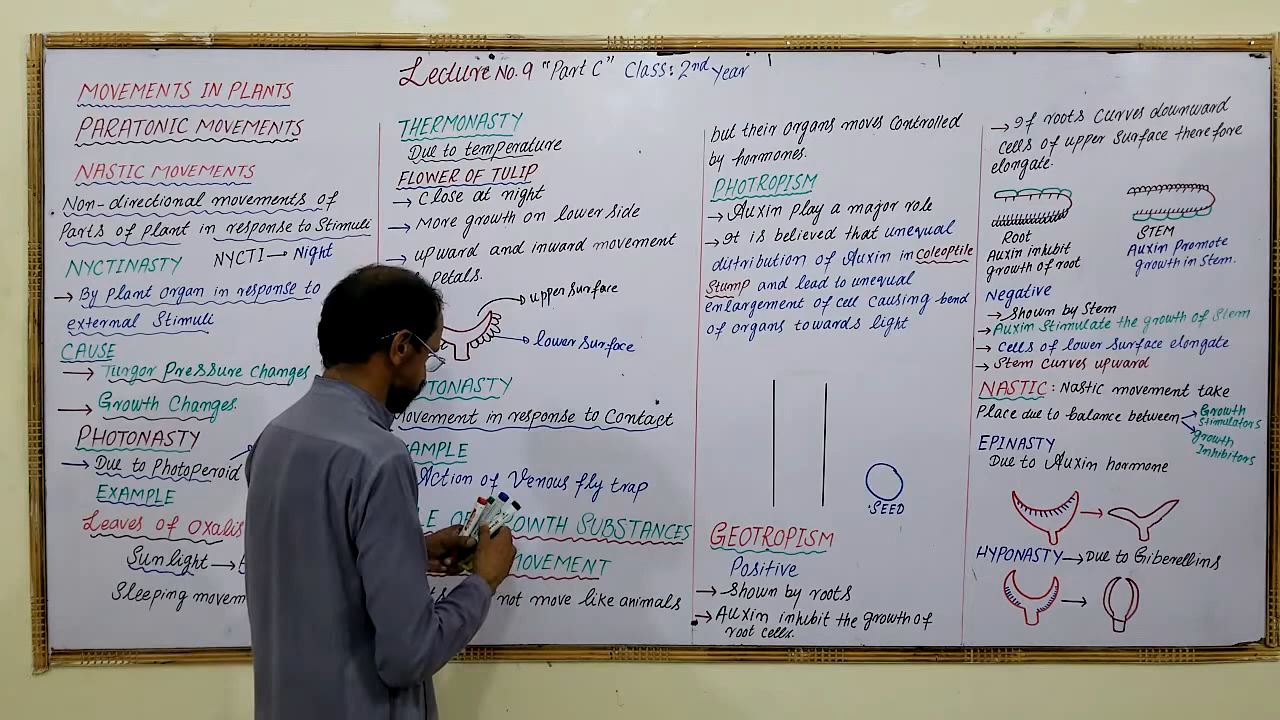 Lecture No. 9 "Part C" Class: 2nd Year
MOVEMENTS IN PLANTS
PARATONIC MOVEMENTS
NASTIC MOVEMENTS
Non-directional movements of
Parts of Plant in response to Stimuli
NYCTINASTY NYCTI → Night
→ By Plant organ in response to
external Stimuli
CAUSE
→ Turgor Pressure changes
→ Growth Changes.
PHOTONASTY
→ Due to Photoperoid
EXAMPLE
Leaves of oxalis
Sunlight →
Sleeping movem
THERMONASTY
Due to temperature
FLOWER OF TULIP
→ Close at night
→ More growth on lower side
→ upward and inward movement
petals.
upper surface
lower surface
TONASTY
Movement in response to Contact
AMPLE
Action of Venous fly trap
LE OF GROWTH SUBSTANCES
MOVEMENT
ts not move like animals
but their organs moves controlled
by hormones.
PHOTROPISM
→ Auxin play a major role
→ It is believed that unequal
distribution of Auxin in Coleoptile
Stump and lead to unequal
enlargement of cell causing bend
of organs towards light
SEED
GEOTROPISM
Positive
→ Shown by roots
→ Auxin inhibit the growth of
root cells.
→ If roots curves downward
cells of upper surface therefore
elongate.
Root
Auxin inhibit
growth of root
STEM
Auxin Promote
growth in Stem.
Negative
→ Shown by Stem
→ Auxin Stimulate the growth of Stem
→ Cells of lower surface elongate
→ Stem Curves upward
NASTIC: Nastic movement take
Place due to balance between
Growth
Stimulators
growth
Inhibitors
EPINASTY
Due to Auxin hormone
HYPONASTY → Due to Giberellins